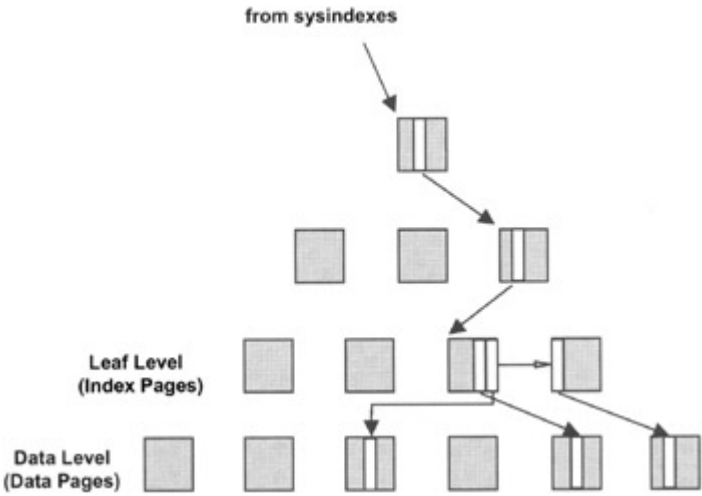 from sysindexes
Leaf Level
(Index Pages)
Data Level
(Data Pages)